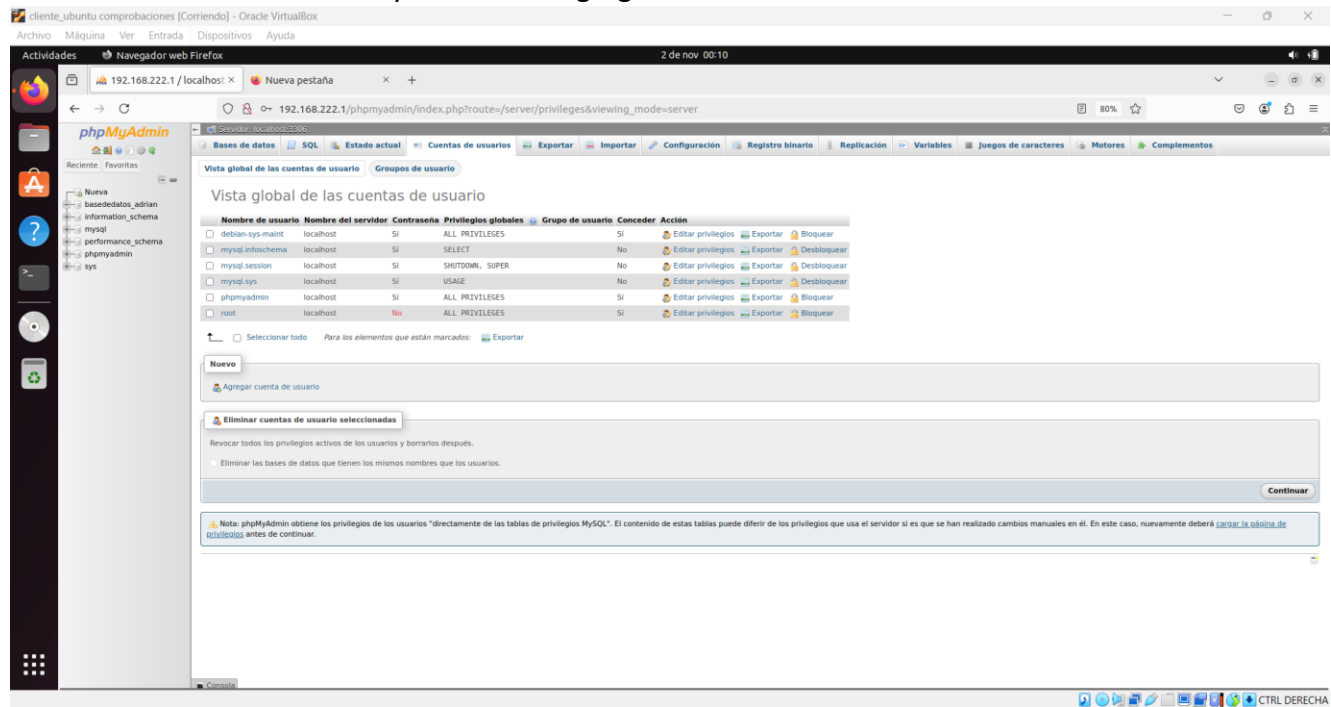 cliente_ubuntu comprobaciones [Corriendo] - Oracle VirtualBox
Archivo Máquina Ver Entrada Dispositivos Ayuda
Actividades Navegador web Firefox 2 de nov 00:10
192.168.222.1 / localhost × Nueva pestaña × +
192.168.222.1/phpmyadmin/index.php?route=/server/privileges&viewing_mode=server 80%
phpMyAdmin
Reciente Favoritas
Nueva
basededatos_adrian
information_schema
mysql
performance_schema
phpmyadmin
sys
Servidor: localhost:3306
Bases de datos SQL Estado actual Cuentas de usuarios Exportar Importar Configuración Registro binario Replicación Variables Juegos de caracteres Motores Complementos
Vista global de las cuentas de usuario Groupos de usuario
Vista global de las cuentas de usuario
Nombre de usuario Nombre del servidor Contraseña Privilegios globales Grupo de usuario Conceder Acción
debian-sys-maint localhost Sí ALL PRIVILEGES Sí Editar privilegios Exportar Bloquear
mysql.infoschema localhost Sí SELECT No Editar privilegios Exportar Desbloquear
mysql.session localhost Sí SHUTDOWN, SUPER No Editar privilegios Exportar Desbloquear
mysql.sys localhost Sí USAGE No Editar privilegios Exportar Desbloquear
phpmyadmin localhost Sí ALL PRIVILEGES Sí Editar privilegios Exportar Bloquear
root localhost No ALL PRIVILEGES Sí Editar privilegios Exportar Bloquear
Seleccionar todo Para los elementos que están marcados: Exportar
Nuevo
Agregar cuenta de usuario
Eliminar cuentas de usuario seleccionadas
Revocar todos los privilegios activos de los usuarios y borrarlos después.
Eliminar las bases de datos que tienen los mismos nombres que los usuarios.
Continuar
Nota: phpMyAdmin obtiene los privilegios de los usuarios "directamente de las tablas de privilegios MySQL". El contenido de estas tablas puede diferir de los privilegios que usa el servidor si es que se han realizado cambios manuales en él. En este caso, nuevamente deberá cargar la página de
privilegios antes de continuar.
Consola
CTRL DERECHA